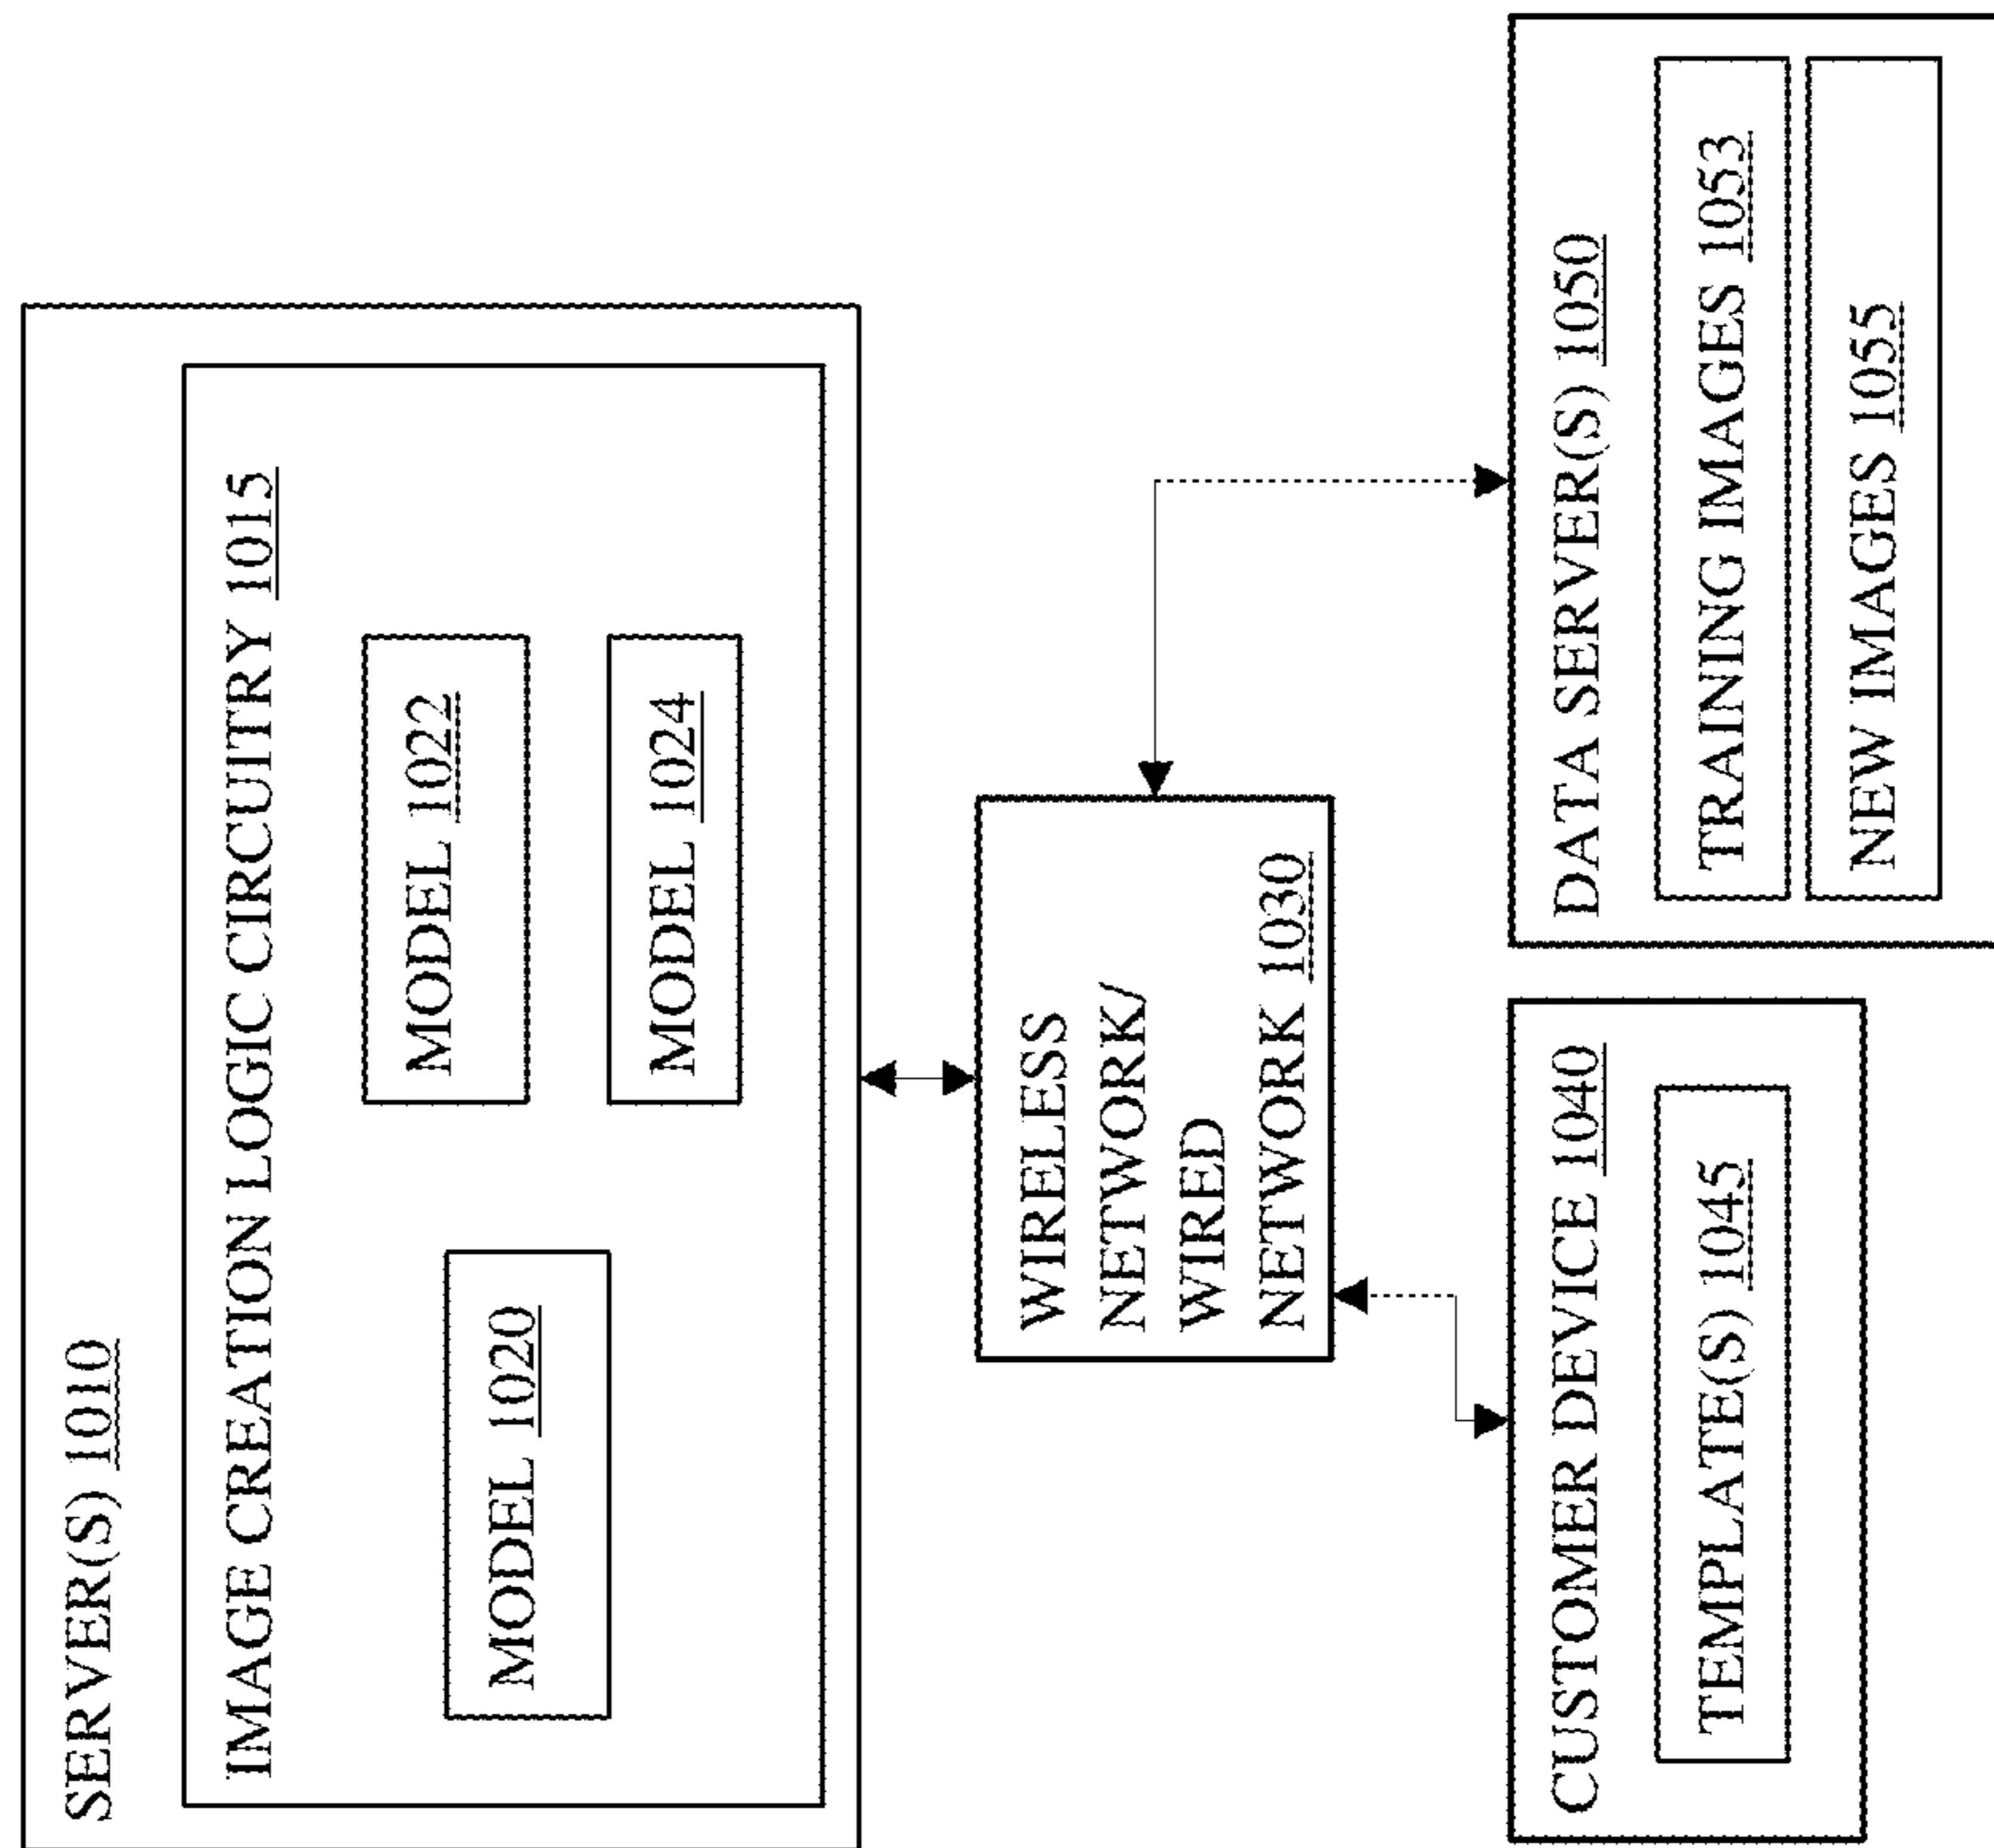 SERVER(S) 1010
IMAGE CREATION LOGIC CIRCUITRY 1015
MODEL 1020
MODEL 1022
MODEL 1024
WIRELESS
NETWORK/
WIRED
NETWORK 1030
CUSTOMER DEVICE 1040
TEMPLATE(S) 1045
DATA SERVER(S) 1050
TRAINING IMAGES 1053
NEW IMAGES 1055